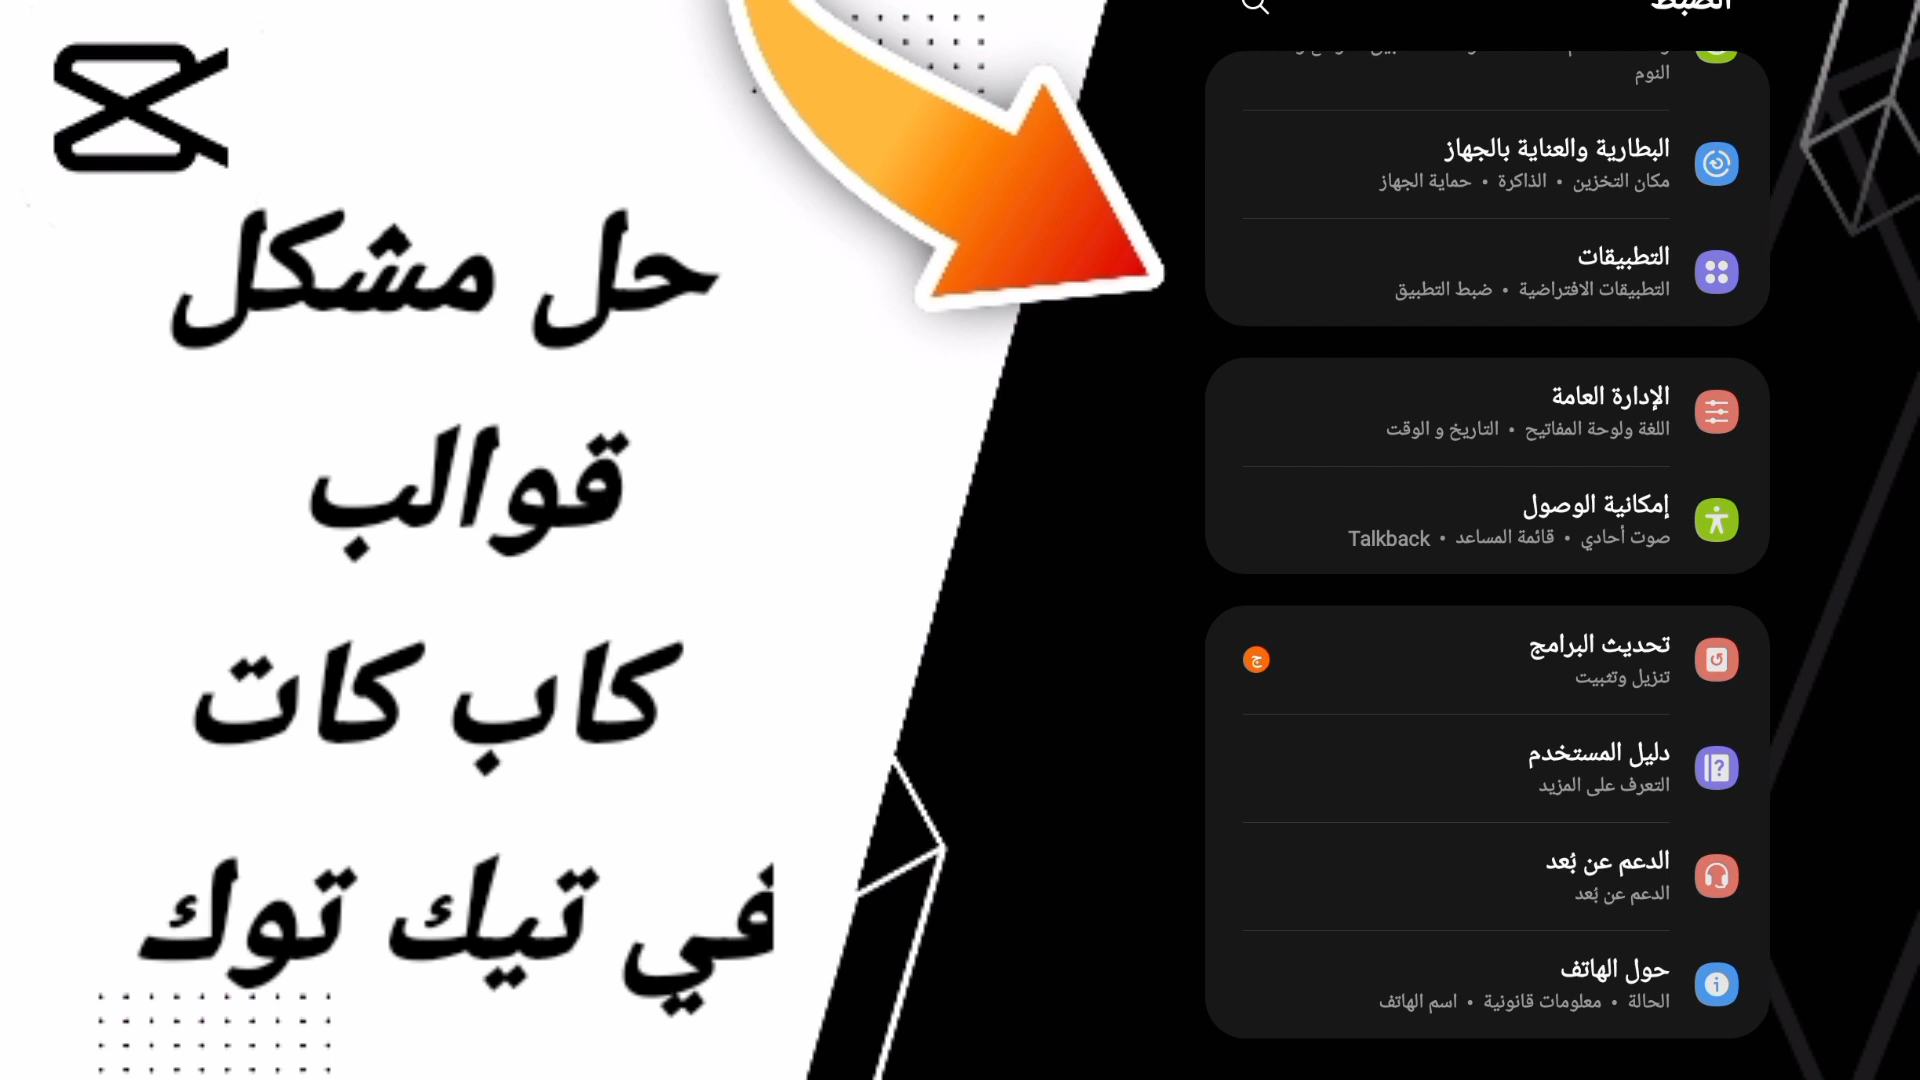 حل مشكل
قوالب
كاب كات
في تيك توك
الضبط
النوم
البطارية والعناية بالجهاز
مكان التخزين • الذاكرة • حماية الجهاز
التطبيقات
التطبيقات الافتراضية • ضبط التطبيق
الإدارة العامة
اللغة ولوحة المفاتيح • التاريخ و الوقت
إمكانية الوصول
صوت أحادي • قائمة المساعد • Talkback
تحديث البرامج
ج
تنزيل وتثبيت
دليل المستخدم
التعرف على المزيد
الدعم عن بُعد
الدعم عن بُعد
حول الهاتف
الحالة • معلومات قانونية • اسم الهاتف